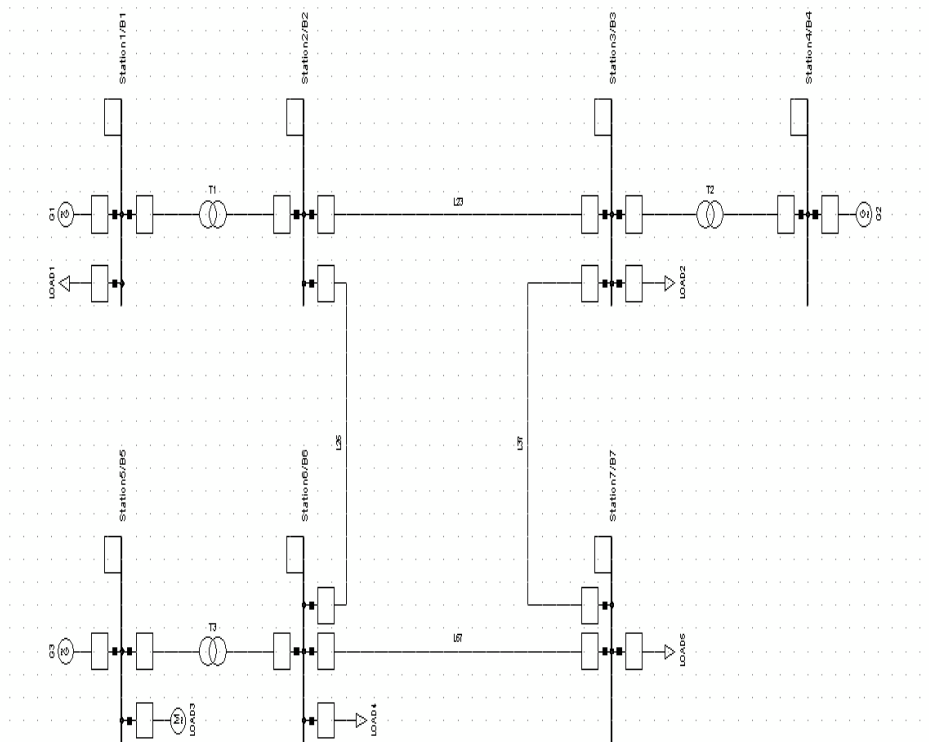 Station1/B1
Station2/B2
Station3/B3
Station4/B4
G1
T1
L23
T2
G2
LOAD1
LOAD2
L26
L37
Station5/B5
Station6/B6
Station7/B7
G3
T3
L67
LOAD5
LOAD3
LOAD4